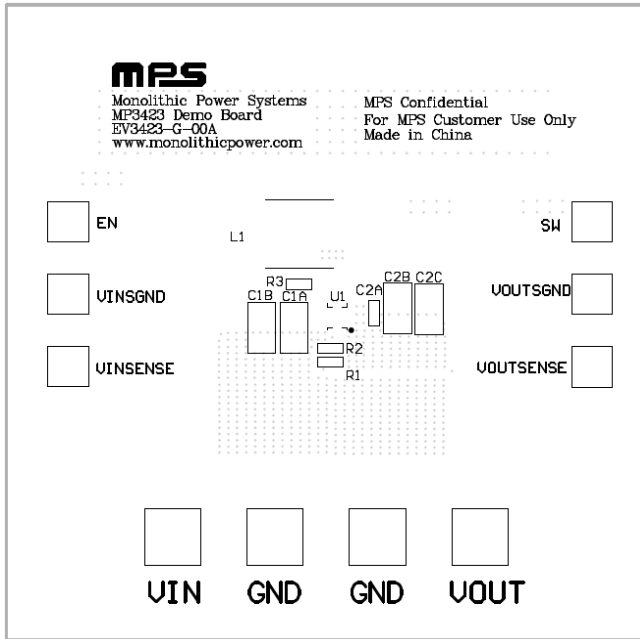 MPS
Monolithic Power Systems
MP3423 Demo Board
EV3423-G-00A
www.monolithicpower.com
MPS Confidential
For MPS Customer Use Only
Made in China
EN
L1
SW
VINSGND
R3
C1B
C1A
U1
C2A
C2B
C2C
VOUTSGND
VINSENSE
R2
R1
VOUTSENSE
VIN
GND
GND
VOUT